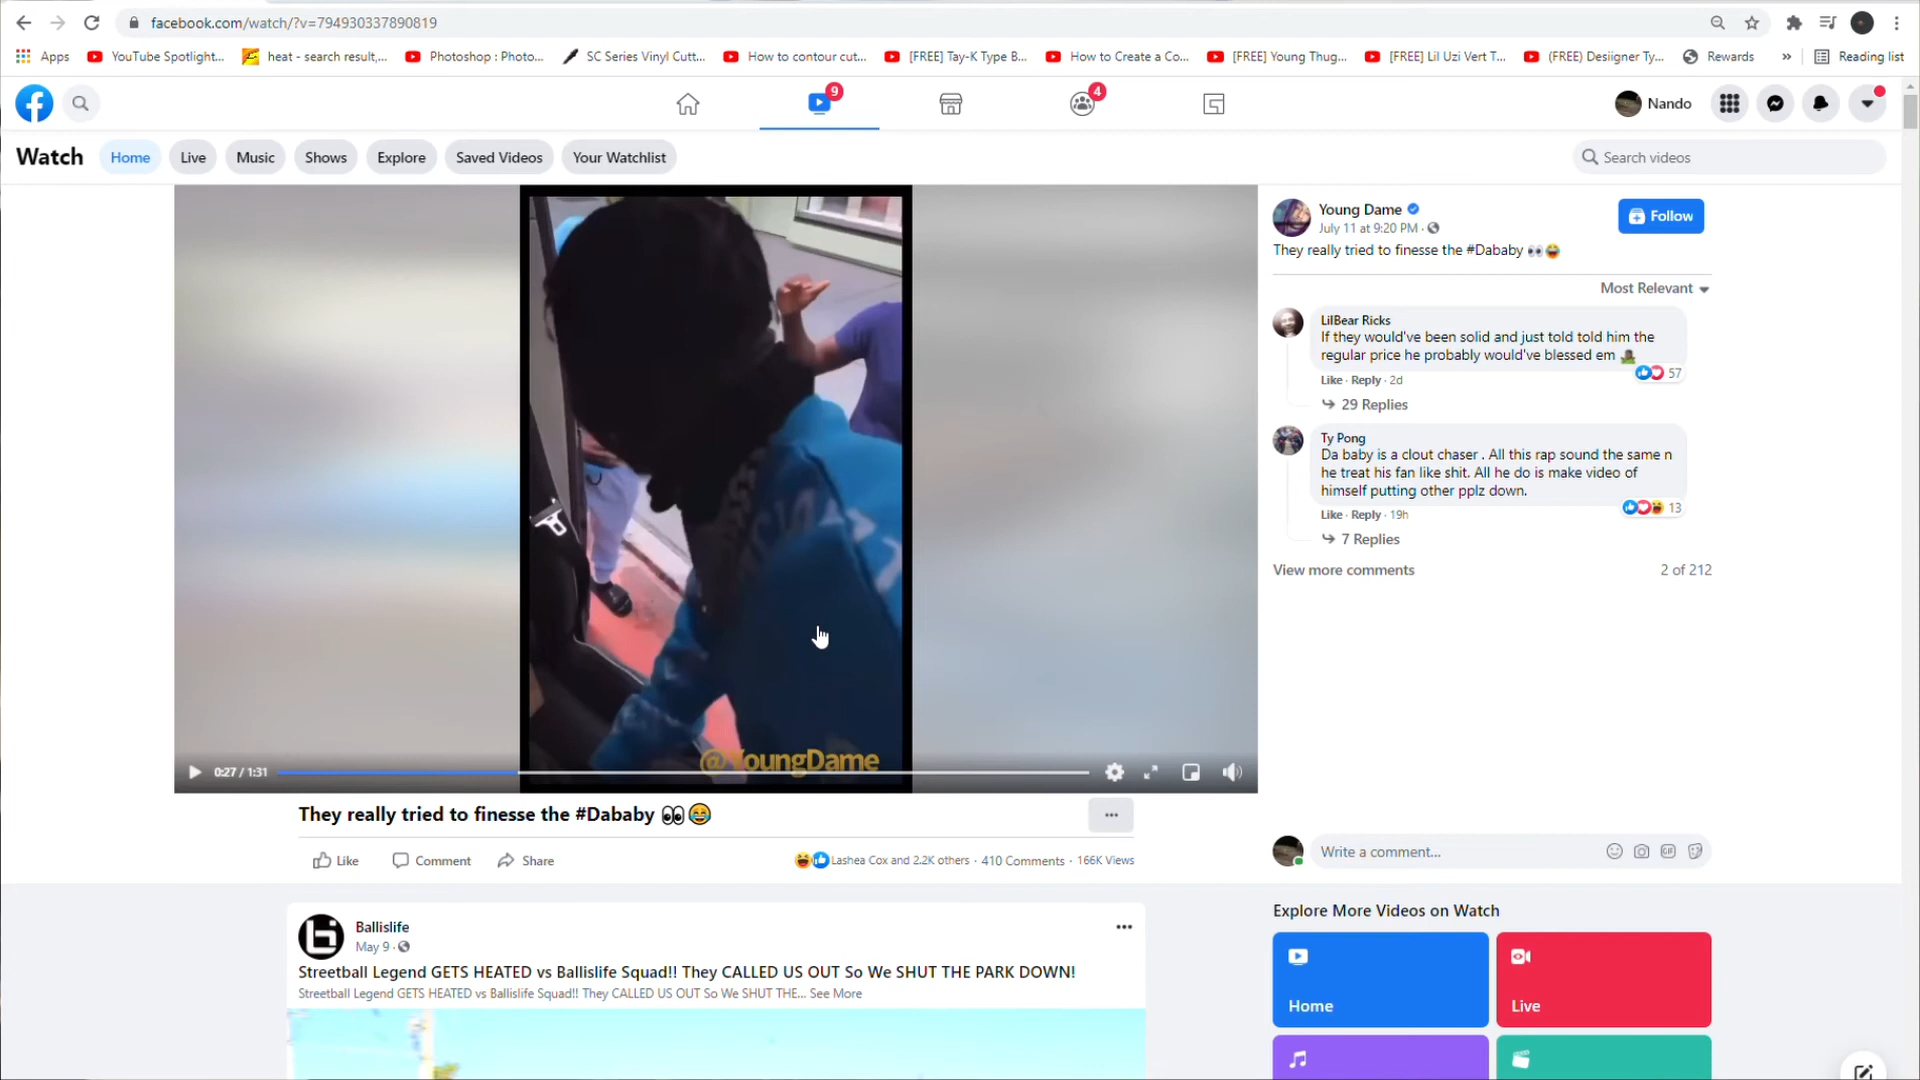 facebook.com/watch/?v=794930337890819
Apps
YouTube Spotlight...
heat - search result,...
Photoshop : Photo...
SC Series Vinyl Cutt...
How to contour cut...
[FREE] Tay-K Type B...
How to Create a Co...
[FREE] Young Thug...
[FREE] Lil Uzi Vert T...
(FREE) Desiigner Ty...
Rewards
»
Reading list
9
4
Nando
Watch
Home
Live
Music
Shows
Explore
Saved Videos
Your Watchlist
Search videos
@YoungDame
0:27 / 1:31
Young Dame
July 11 at 9:20 PM ·
Follow
They really tried to finesse the #Dababy 👀😂
Most Relevant
LilBear Ricks
If they would've been solid and just told told him the
regular price he probably would've blessed em
57
Like · Reply · 2d
29 Replies
Ty Pong
Da baby is a clout chaser . All this rap sound the same n
he treat his fan like shit. All he do is make video of
himself putting other pplz down.
13
Like · Reply · 19h
7 Replies
View more comments
2 of 212
They really tried to finesse the #Dababy 👀😂
...
Like
Comment
Share
Lashea Cox and 2.2K others · 410 Comments · 166K Views
Write a comment...
GIF
Ballislife
May 9 ·
Streetball Legend GETS HEATED vs Ballislife Squad!! They CALLED US OUT So We SHUT THE PARK DOWN!
Streetball Legend GETS HEATED vs Ballislife Squad!! They CALLED US OUT So We SHUT THE... See More
Explore More Videos on Watch
Home
Live